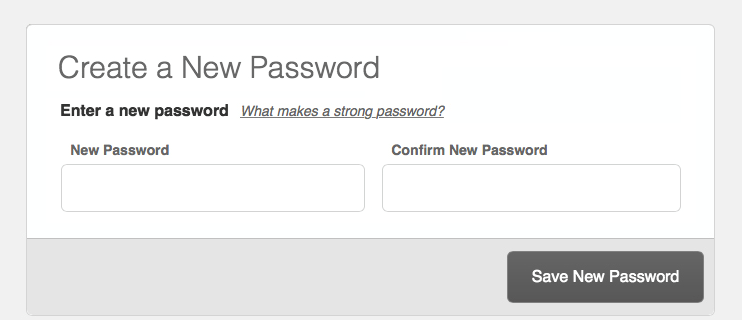 Create a New Password
Enter a new password What makes a strong password?
New Password Confirm New Password
Save New Password